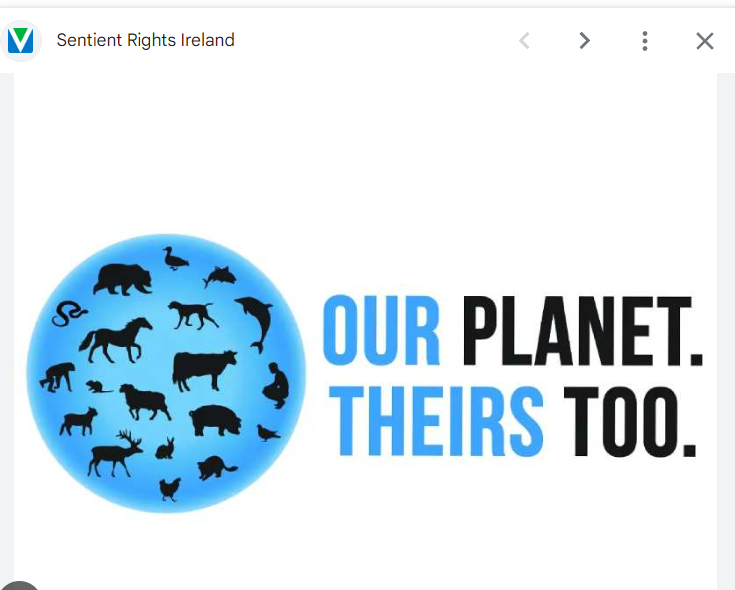 Sentient Rights Ireland
OUR PLANET.
THEIRS TOO.